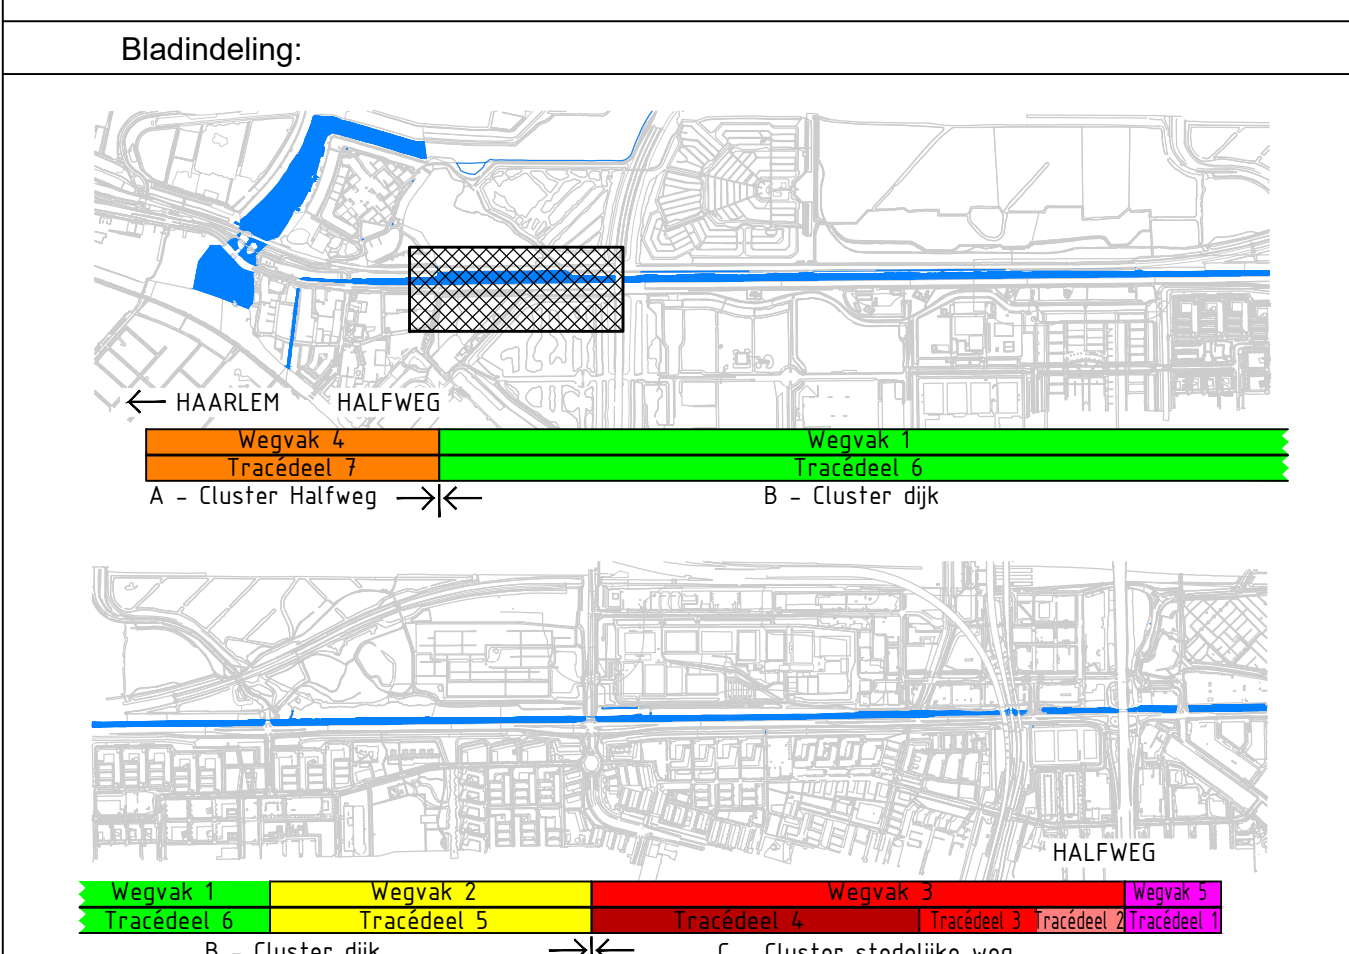 Bladindeling:
HAARLEM HALFWEG
Wegvak 4 Wegvak 1
Tracédeel 7 Tracédeel 6
A - Cluster Halfweg B - Cluster dijk
HALFWEG
Wegvak 1 Wegvak 2 Wegvak 3 Wegvak 5
Tracédeel 6 Tracédeel 5 Tracédeel 4 Tracédeel 3 Tracédeel 2 Tracédeel 1
B - Cluster dijk C - Cluster stedelijke weg